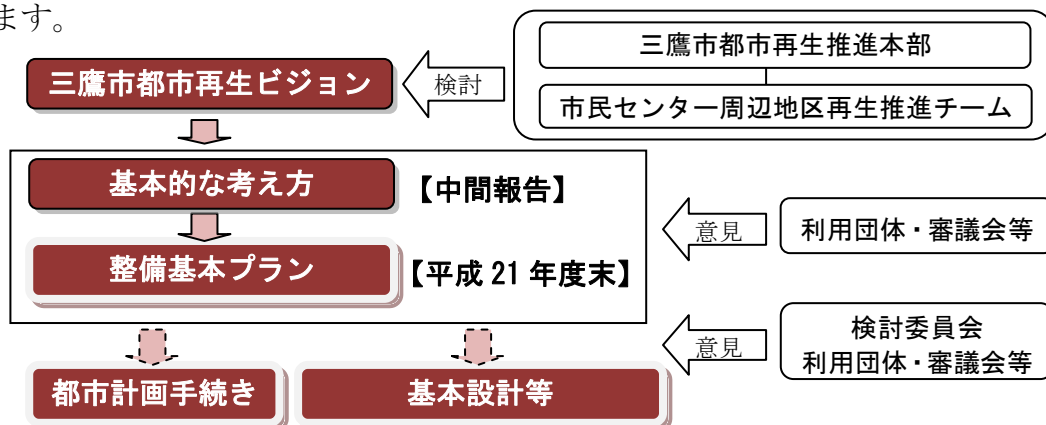 ます。
三鷹市都市再生推進本部
三鷹市都市再生ビジョン
検討
市民センター周辺地区再生推進チーム
基本的な考え方
【中間報告】
意見
利用団体・審議会等
整備基本プラン
【平成 21 年度末】
意見
検討委員会
利用団体・審議会等
都市計画手続き
基本設計等